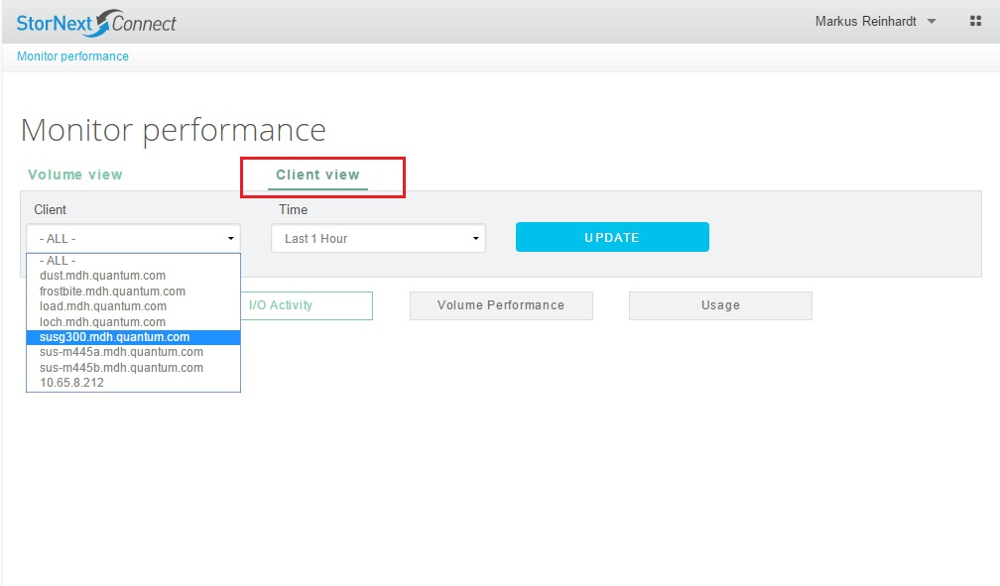 StorNext Connect
Markus Reinhardt
Monitor performance
Monitor performance
Volume view
Client view
Client
Time
- ALL -
Last 1 Hour
UPDATE
- ALL -
dust.mdh.quantum.com
frostbite.mdh.quantum.com
load.mdh.quantum.com
loch.mdh.quantum.com
susg300.mdh.quantum.com
sus-m445a.mdh.quantum.com
sus-m445b.mdh.quantum.com
10.65.8.212
I/O Activity
Volume Performance
Usage